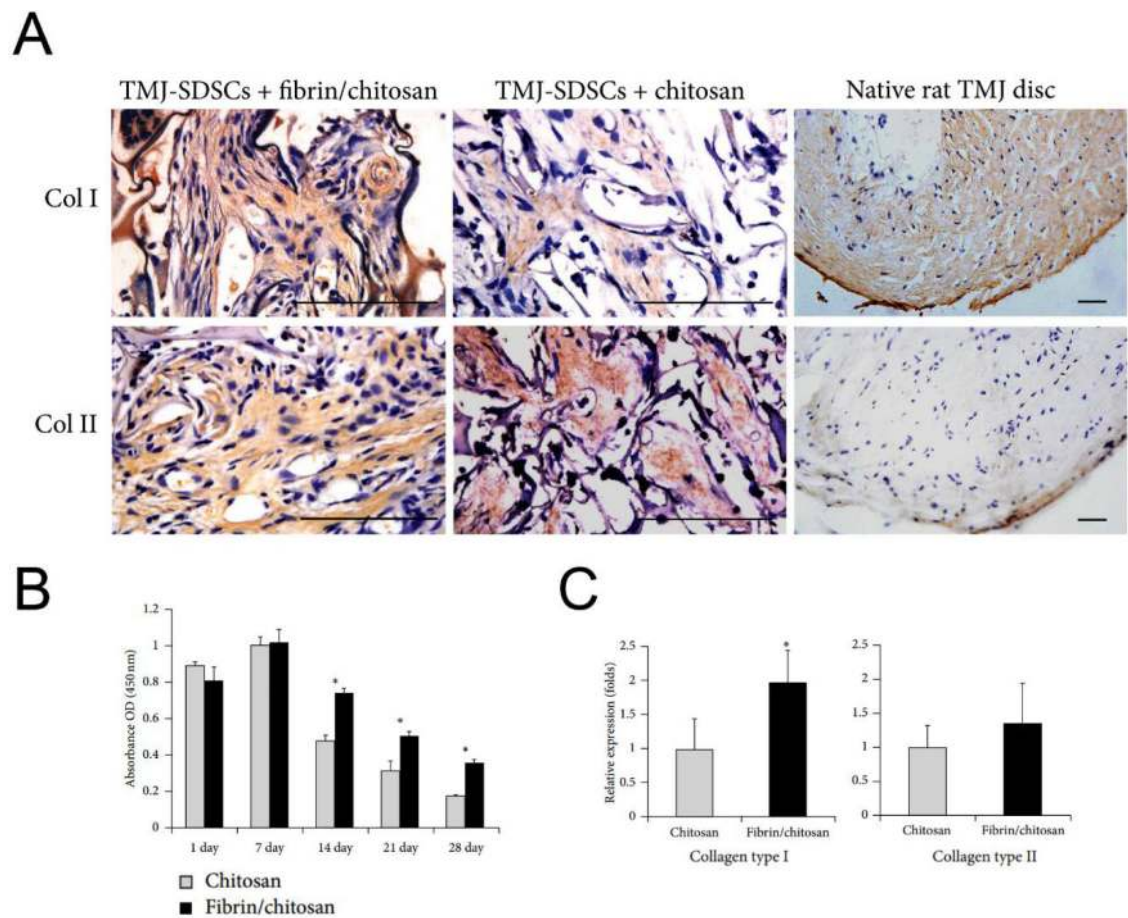 A
TMJ-SDSCs + fibrin/chitosan TMJ-SDSCs + chitosan Native rat TMJ disc
Col I
Col II
B
Absorbance OD (450 nm)
1.2
1
0.8
0.6
0.4
0.2
0
* * *
1 day 7 day 14 day 21 day 28 day
Chitosan
Fibrin/chitosan
C
Relative expression (folds)
2.5
2
1.5
1
0.5
0
*
Chitosan Fibrin/chitosan
Collagen type I
2.5
2
1.5
1
0.5
0
Chitosan Fibrin/chitosan
Collagen type II